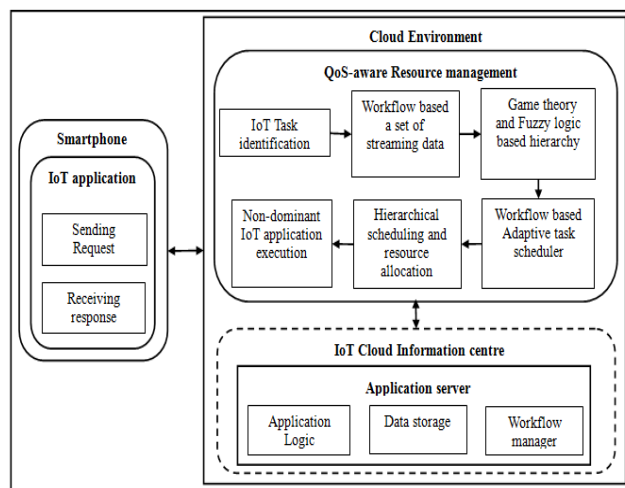 Cloud Environment
QoS-aware Resource management
IoT Task
identification
Workflow based
a set of
streaming data
Game theory
and Fuzzy logic
based hierarchy
Non-dominant
IoT application
execution
Hierarchical
scheduling and
resource
allocation
Workflow based
Adaptive task
scheduler
Smartphone
IoT application
Sending
Request
Receiving
response
IoT Cloud Information centre
Application server
Application
Logic
Data storage
Workflow
manager